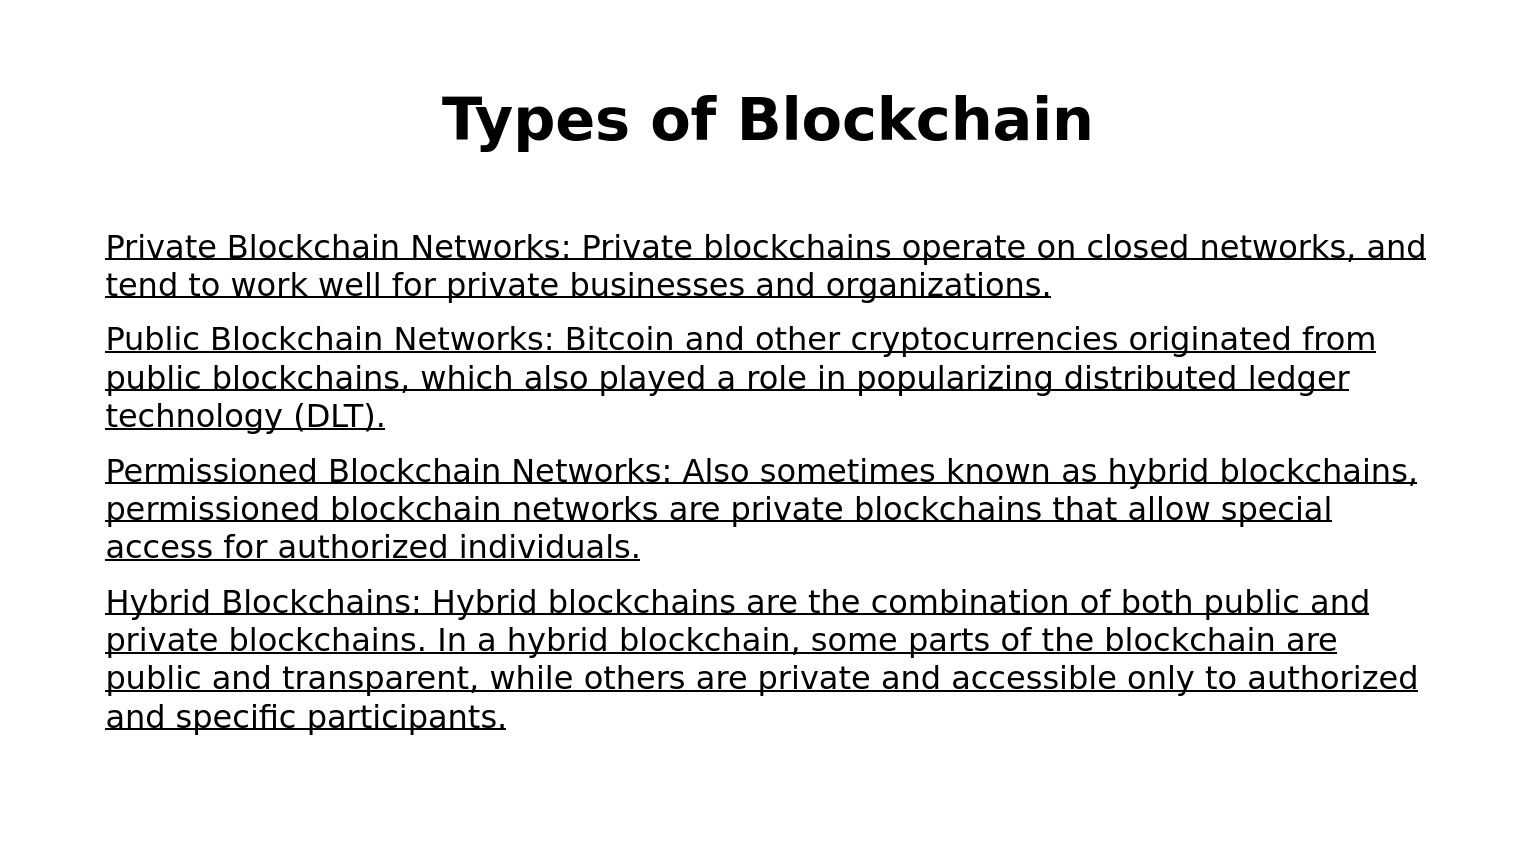 Types of Blockchain
Private Blockchain Networks: Private blockchains operate on closed networks, and
tend to work well for private businesses and organizations.
Public Blockchain Networks: Bitcoin and other cryptocurrencies originated from
public blockchains, which also played a role in popularizing distributed ledger
technology (DLT).
Permissioned Blockchain Networks: Also sometimes known as hybrid blockchains,
permissioned blockchain networks are private blockchains that allow special
access for authorized individuals.
Hybrid Blockchains: Hybrid blockchains are the combination of both public and
private blockchains. In a hybrid blockchain, some parts of the blockchain are
public and transparent, while others are private and accessible only to authorized
and specific participants.